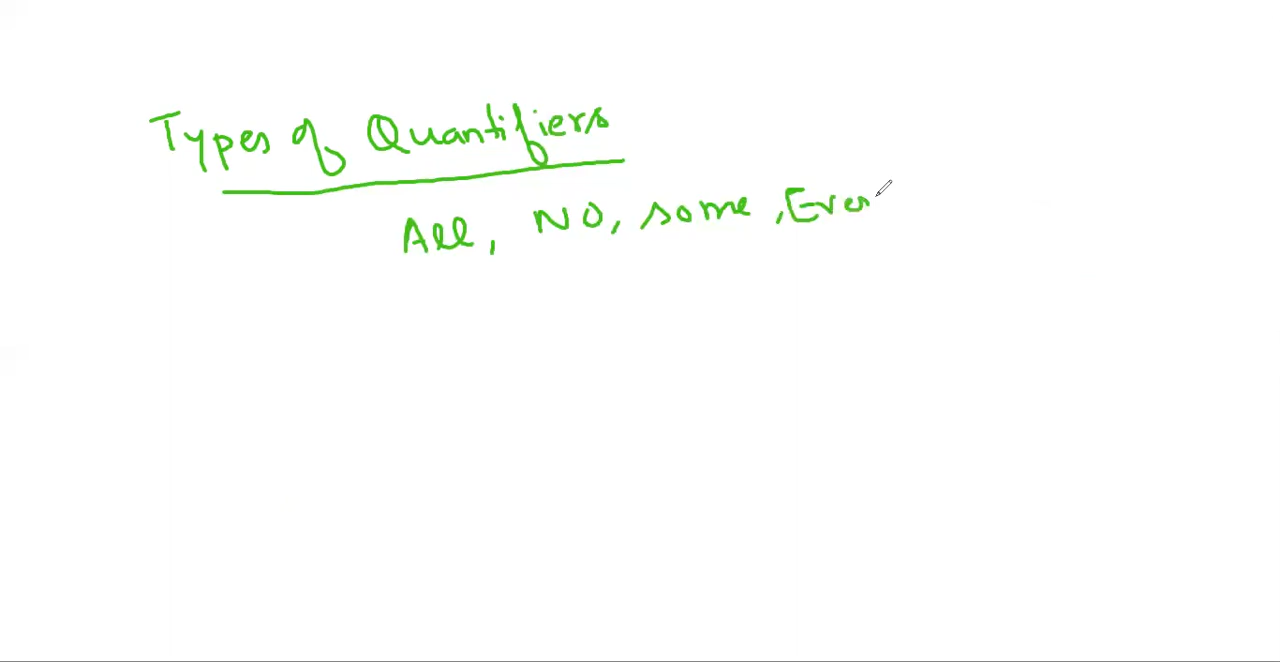 Types of Quantifiers
All, NO, some, Ever